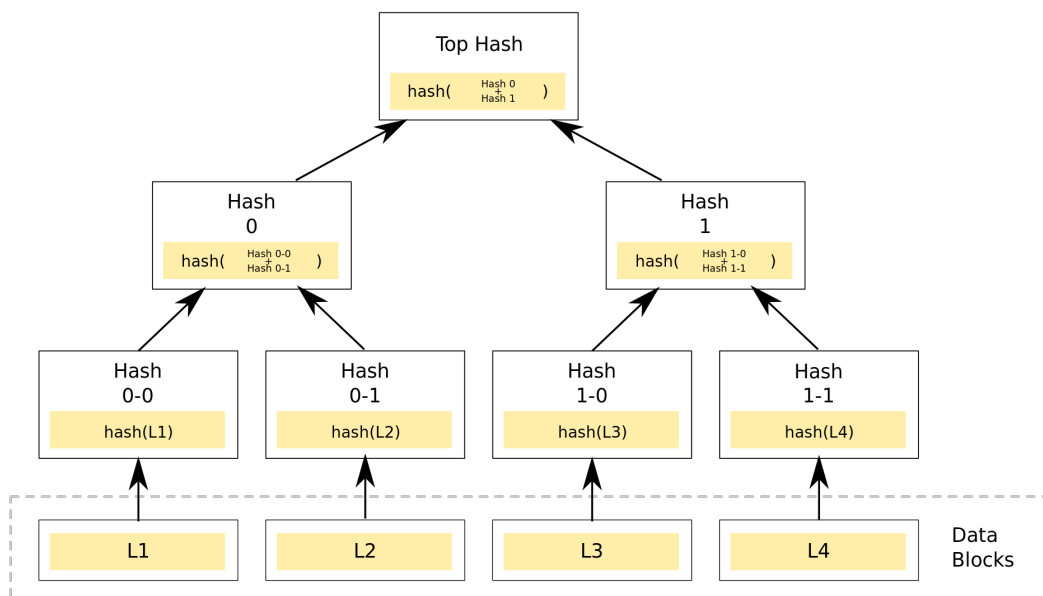 Top Hash
hash( Hash 0 + Hash 1 )
Hash
0
hash( Hash 0-0 + Hash 0-1 )
Hash
1
hash( Hash 1-0 + Hash 1-1 )
Hash
0-0
hash(L1)
Hash
0-1
hash(L2)
Hash
1-0
hash(L3)
Hash
1-1
hash(L4)
L1
L2
L3
L4
Data
Blocks